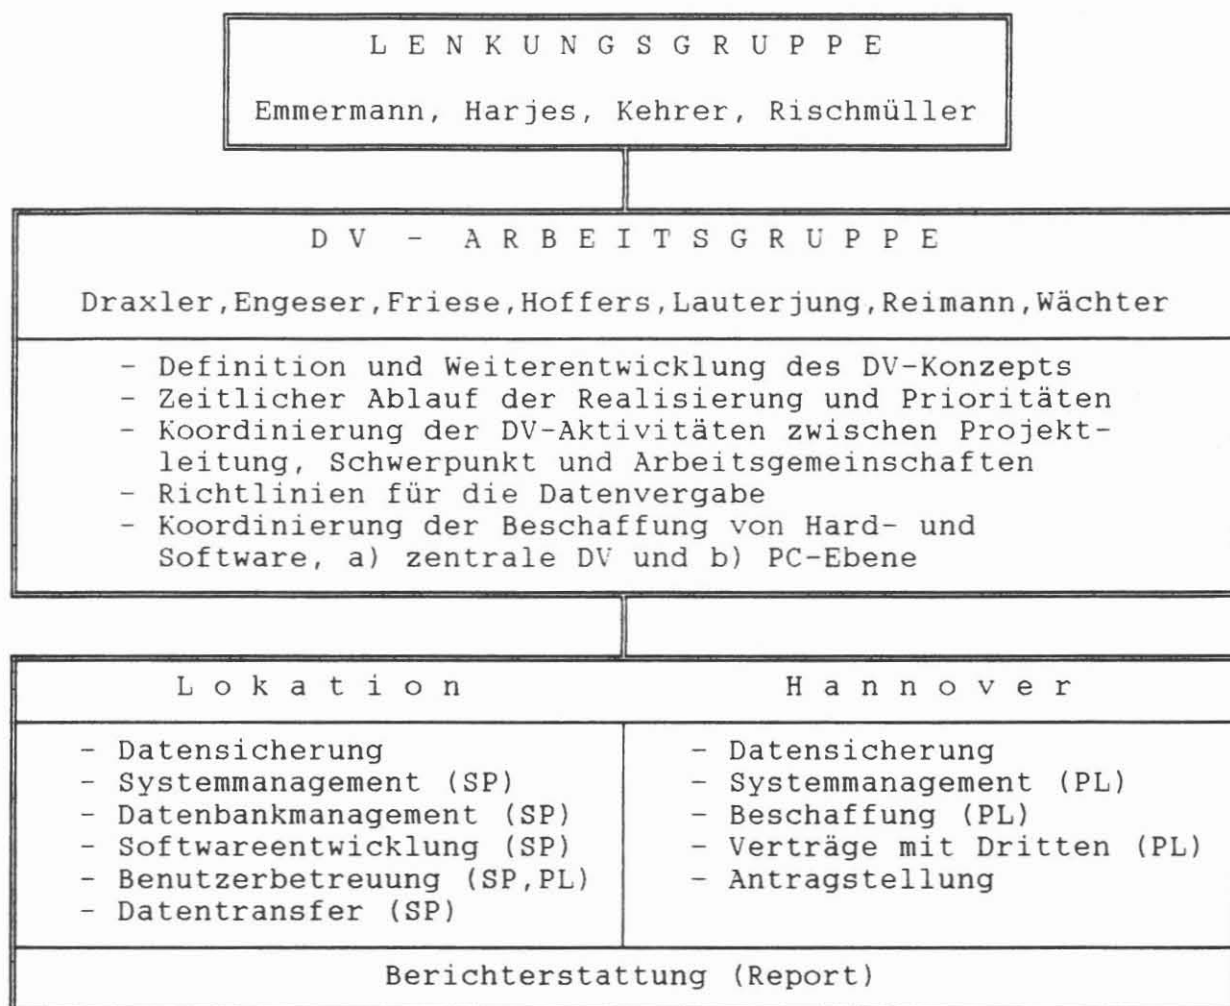 L E N K U N G S G R U P P E
Emmermann, Harjes, Kehrer, Rischmüller
D V - A R B E I T S G R U P P E
Draxler,Engeser,Friese,Hoffers,Lauterjung,Reimann,Wächter
- Definition und Weiterentwicklung des DV-Konzepts
- Zeitlicher Ablauf der Realisierung und Prioritäten
- Koordinierung der DV-Aktivitäten zwischen Projekt-
leitung, Schwerpunkt und Arbeitsgemeinschaften
- Richtlinien für die Datenvergabe
- Koordinierung der Beschaffung von Hard- und
Software, a) zentrale DV und b) PC-Ebene
L o k a t i o n
- Datensicherung
- Systemmanagement (SP)
- Datenbankmanagement (SP)
- Softwareentwicklung (SP)
- Benutzerbetreuung (SP,PL)
- Datentransfer (SP)
H a n n o v e r
- Datensicherung
- Systemmanagement (PL)
- Beschaffung (PL)
- Verträge mit Dritten (PL)
- Antragstellung
Berichterstattung (Report)